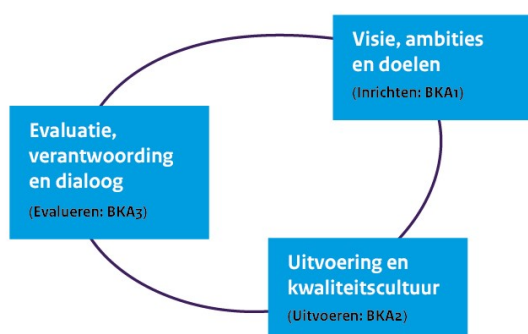 Visie, ambities
en doelen
(Inrichten: BKA1)
Evaluatie,
verantwoording
en dialoog
(Evalueren: BKA3)
Uitvoering en
kwaliteitscultuur
(Uitvoeren: BKA2)